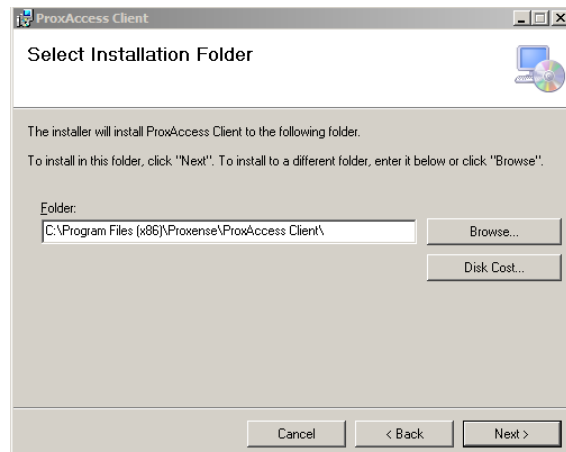 ProxAccess Client
Select Installation Folder
The installer will install ProxAccess Client to the following folder.
To install in this folder, click "Next". To install to a different folder, enter it below or click "Browse".
Folder:
C:\Program Files (x86)\Proxense\ProxAccess Client\
Browse...
Disk Cost...
Cancel
< Back
Next >